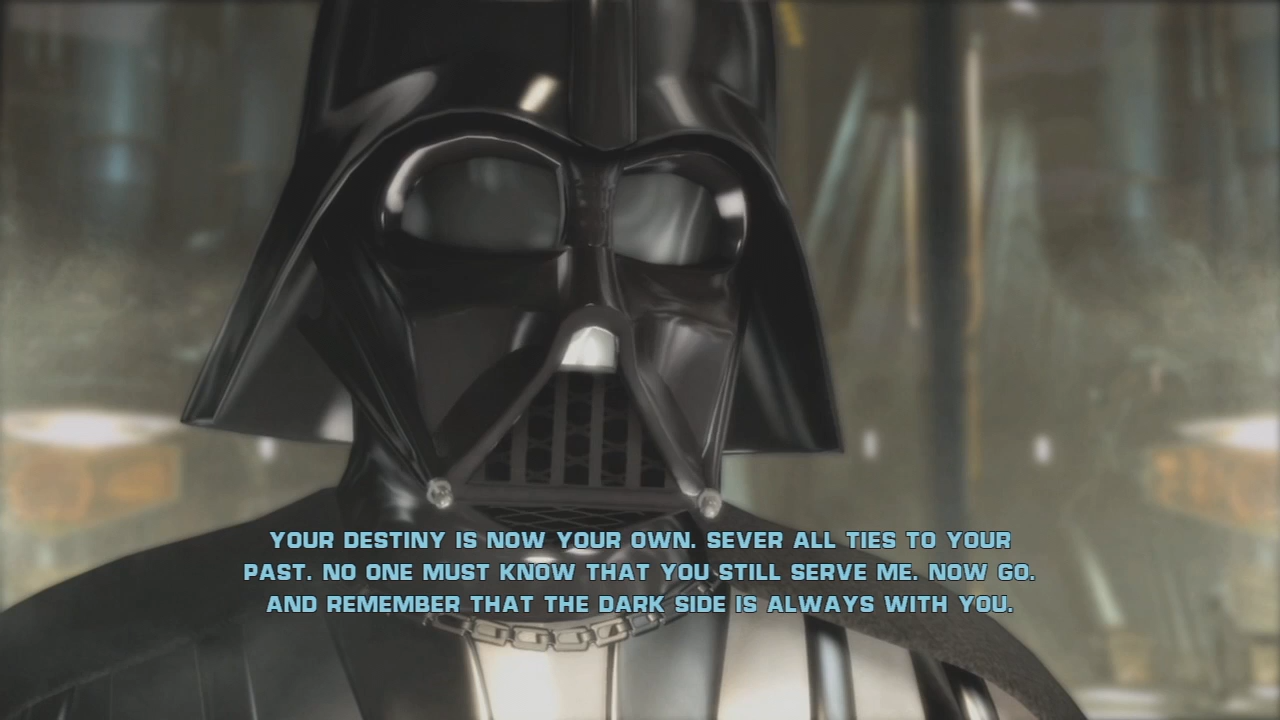 YOUR DESTINY IS NOW YOUR OWN. SEVER ALL TIES TO YOUR
PAST. NO ONE MUST KNOW THAT YOU STILL SERVE ME. NOW GO.
AND REMEMBER THAT THE DARK SIDE IS ALWAYS WITH YOU.